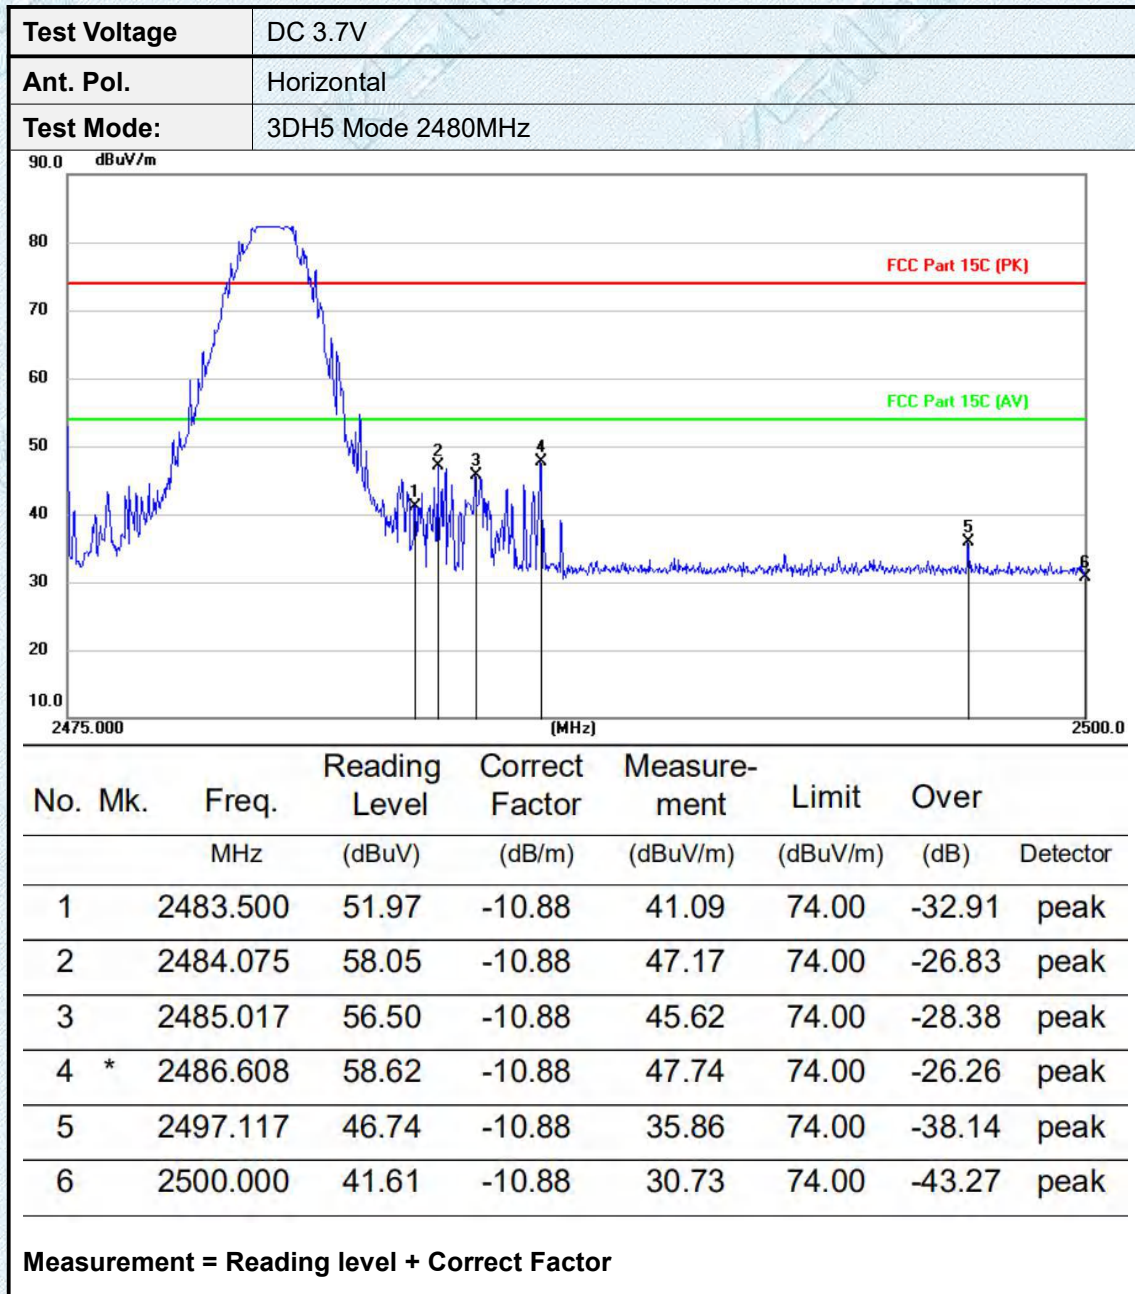 Test Voltage DC 3.7V
Ant. Pol. Horizontal
Test Mode: 3DH5 Mode 2480MHz
90.0 dBuV/m
80
FCC Part 15C (PK)
70
60
FCC Part 15C (AV)
50
2 3 4
1
40
5
6
30
20
10.0
2475.000 (MHz) 2500.0
No. Mk. Freq. Reading Level Correct Factor Measure-ment Limit Over
MHz (dBuV) (dB/m) (dBuV/m) (dBuV/m) (dB) Detector
1 2483.500 51.97 -10.88 41.09 74.00 -32.91 peak
2 2484.075 58.05 -10.88 47.17 74.00 -26.83 peak
3 2485.017 56.50 -10.88 45.62 74.00 -28.38 peak
4 * 2486.608 58.62 -10.88 47.74 74.00 -26.26 peak
5 2497.117 46.74 -10.88 35.86 74.00 -38.14 peak
6 2500.000 41.61 -10.88 30.73 74.00 -43.27 peak
Measurement = Reading level + Correct Factor